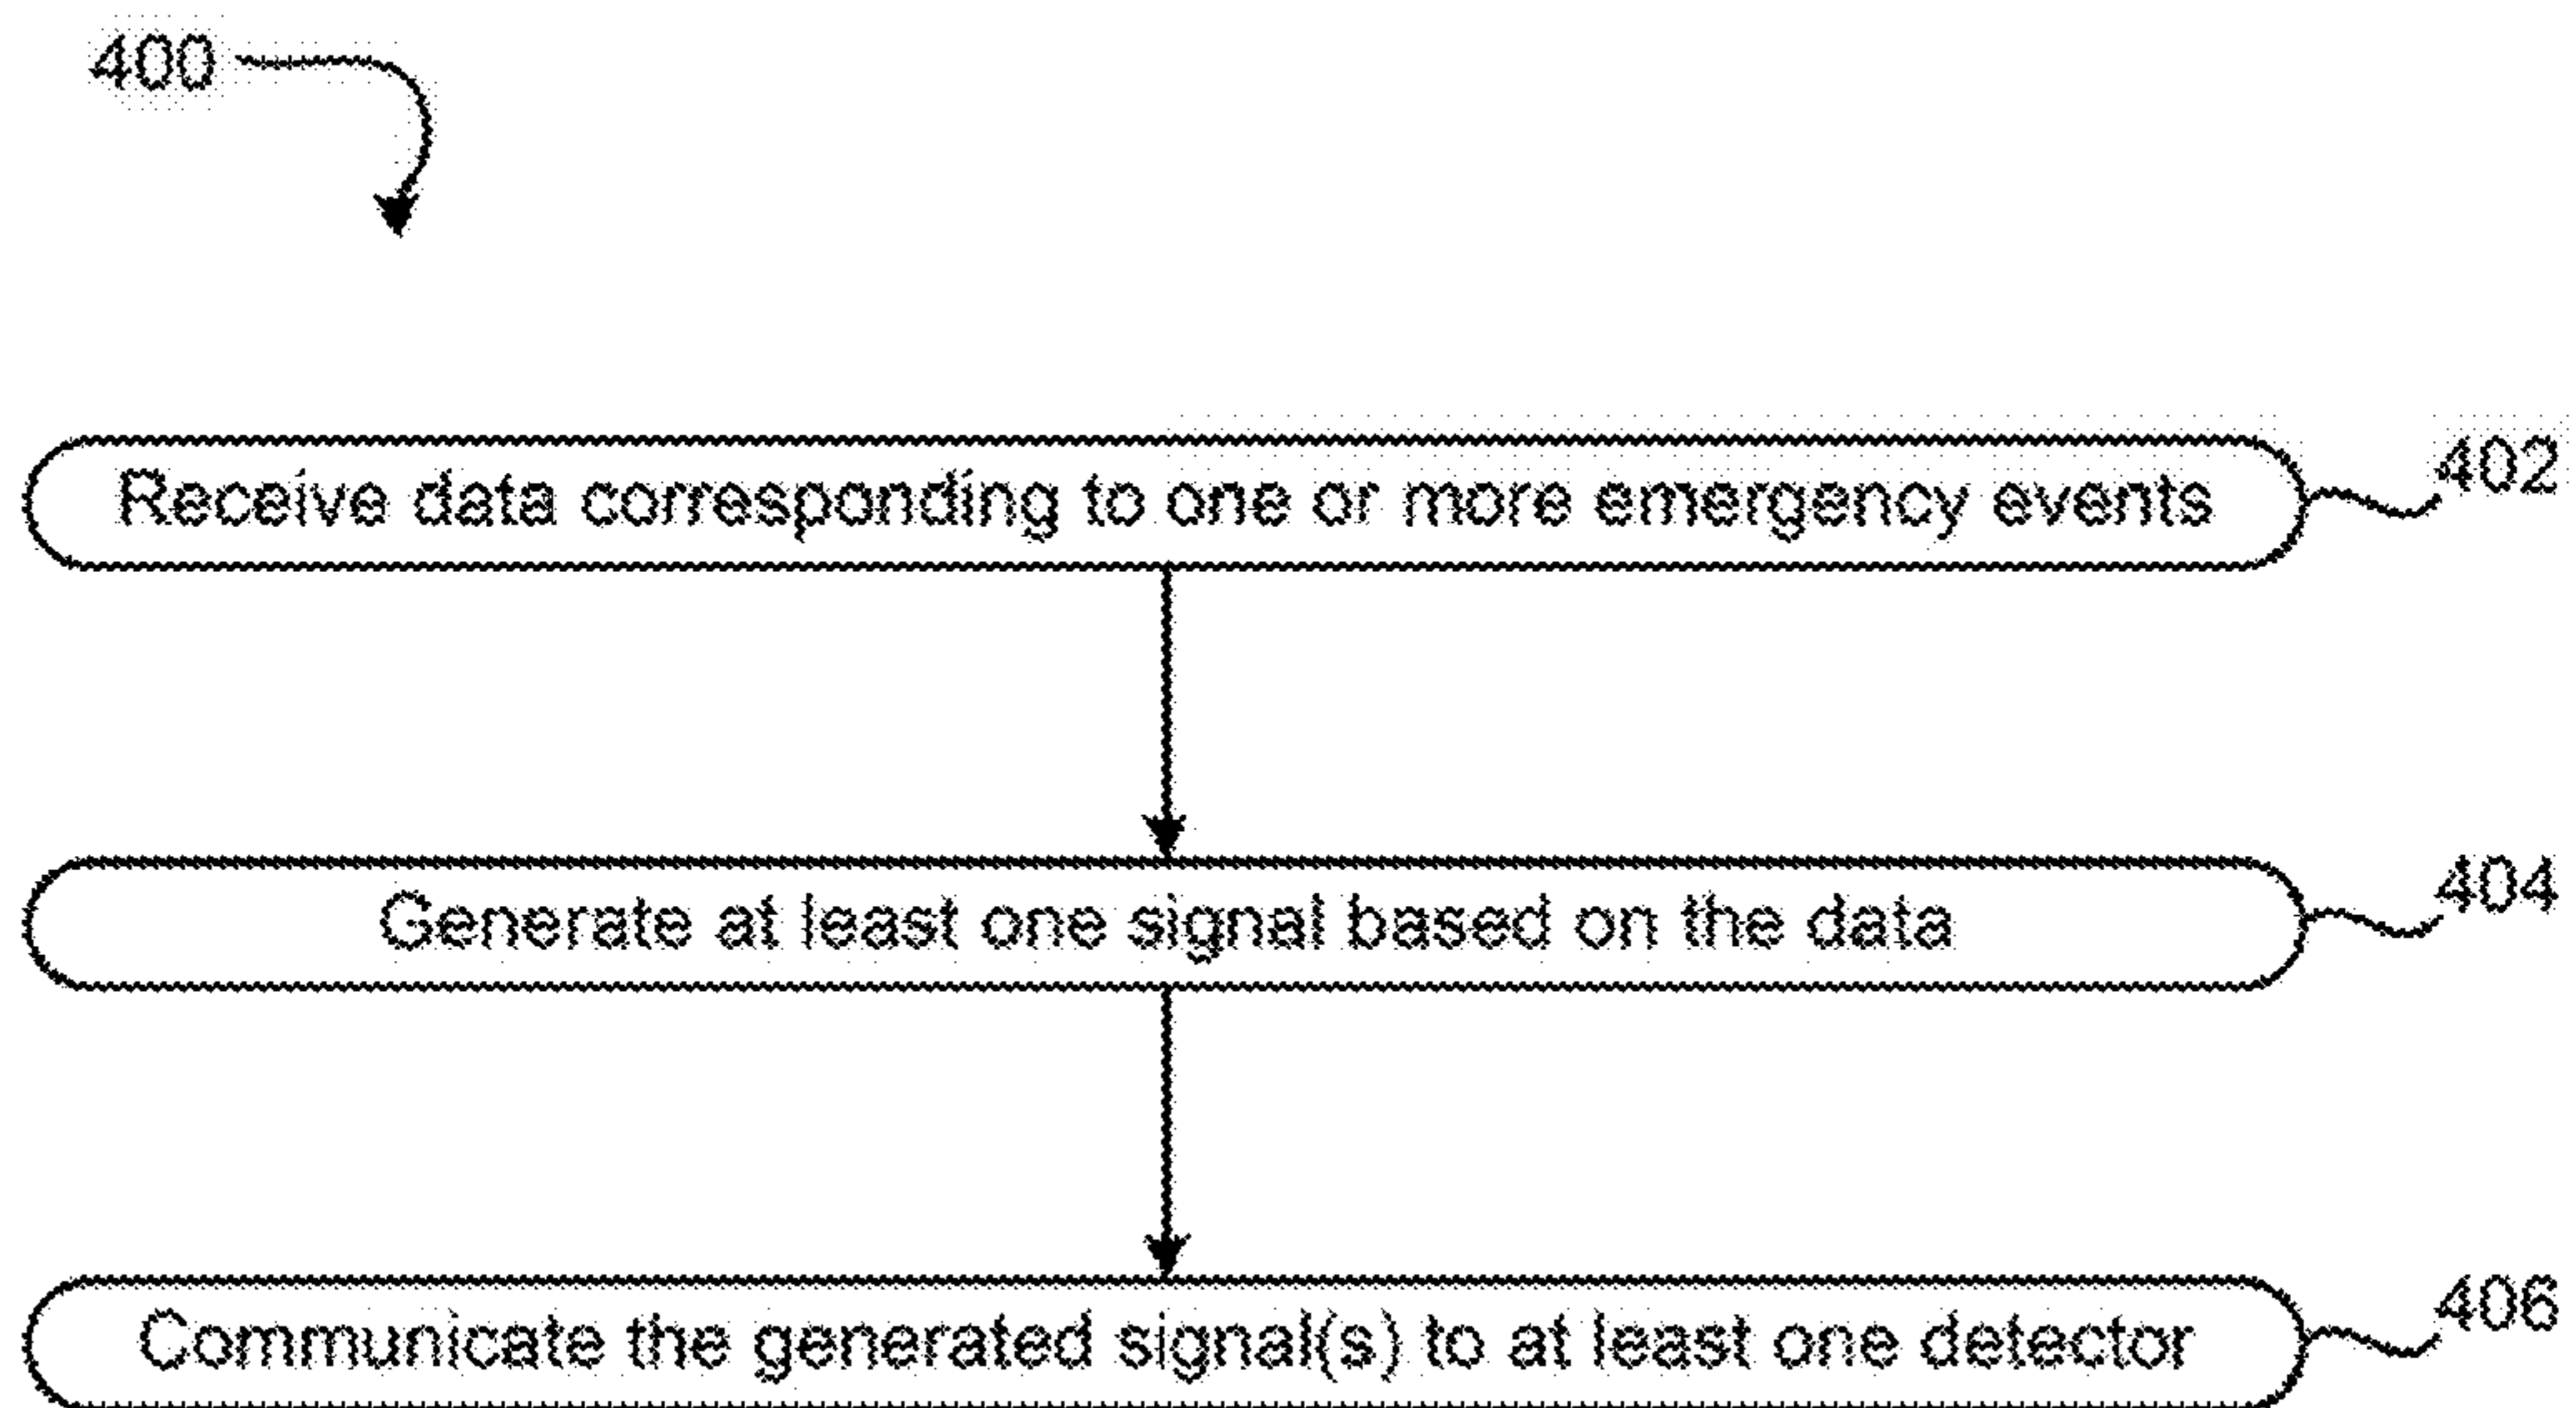 400
Receive data corresponding to one or more emergency events
402
Generate at least one signal based on the data
404
Communicate the generated signal(s) to at least one detector
406